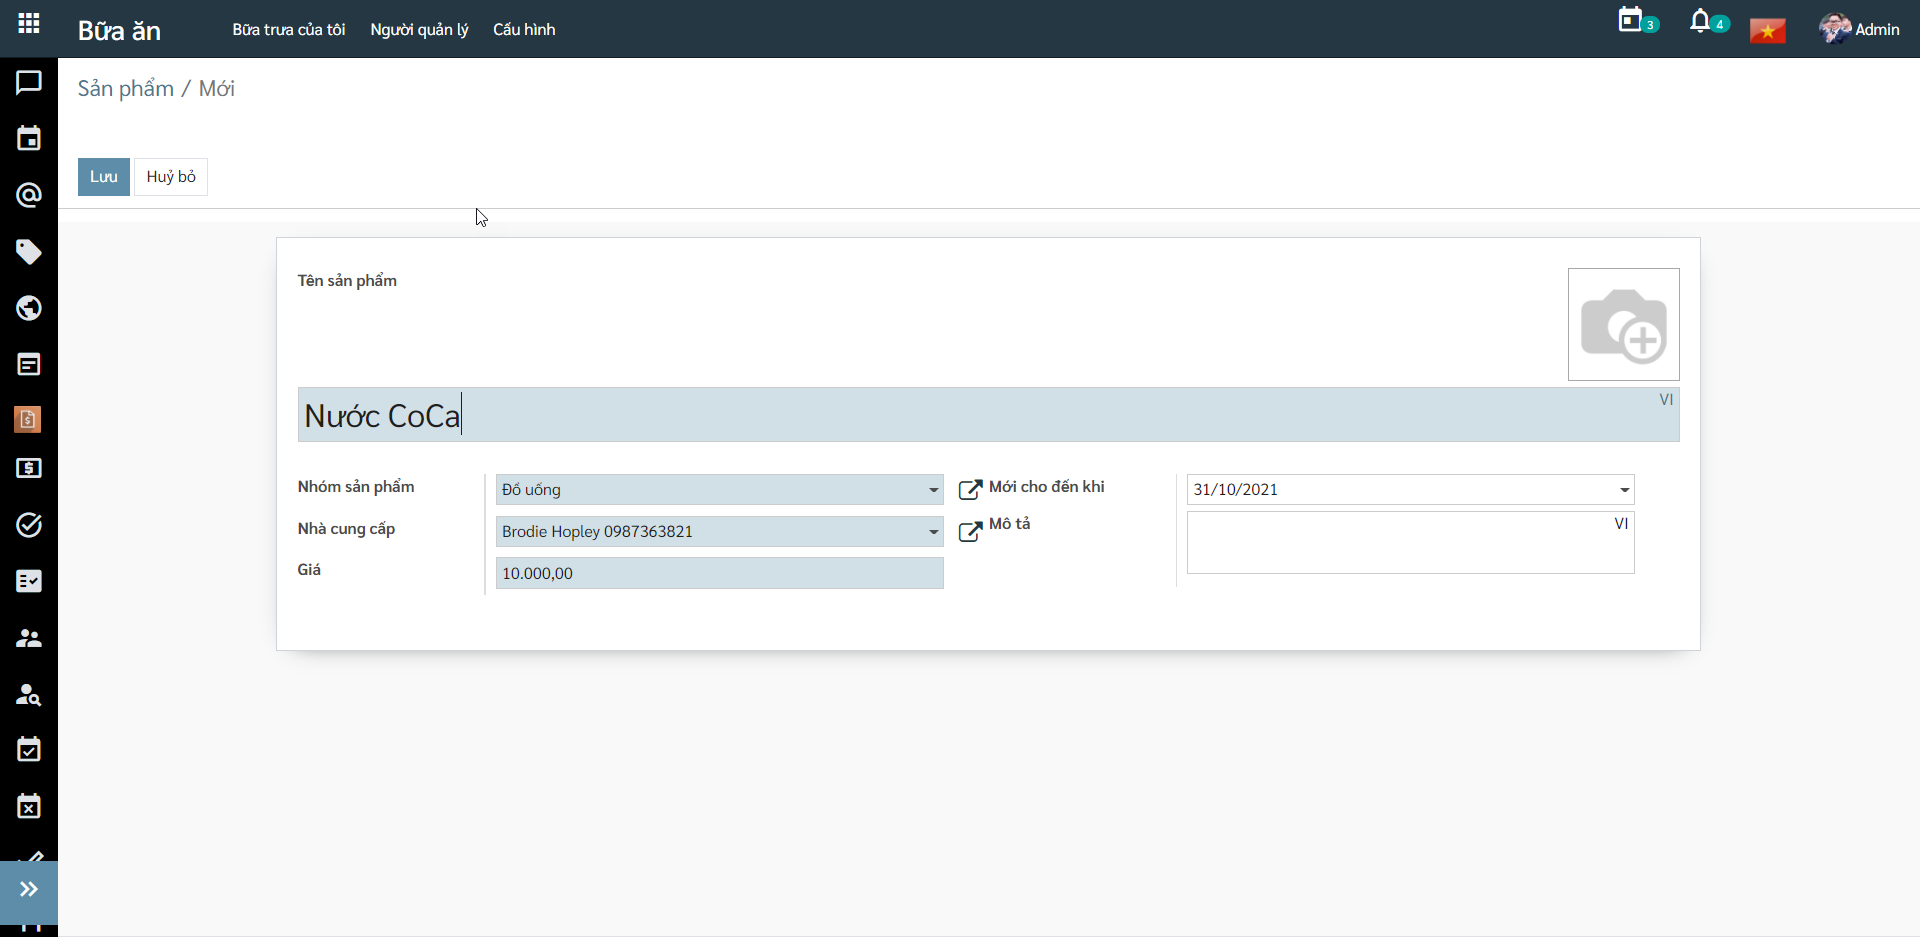 Bữa ăn
Bữa trưa của tôi
Người quản lý
Cấu hình
3
4
Admin
Sản phẩm / Mới
Lưu
Huỷ bỏ
Tên sản phẩm
Nước CoCa
VI
Nhóm sản phẩm
Đồ uống
Mới cho đến khi
31/10/2021
Nhà cung cấp
Brodie Hopley 0987363821
Mô tả
VI
Giá
10.000,00